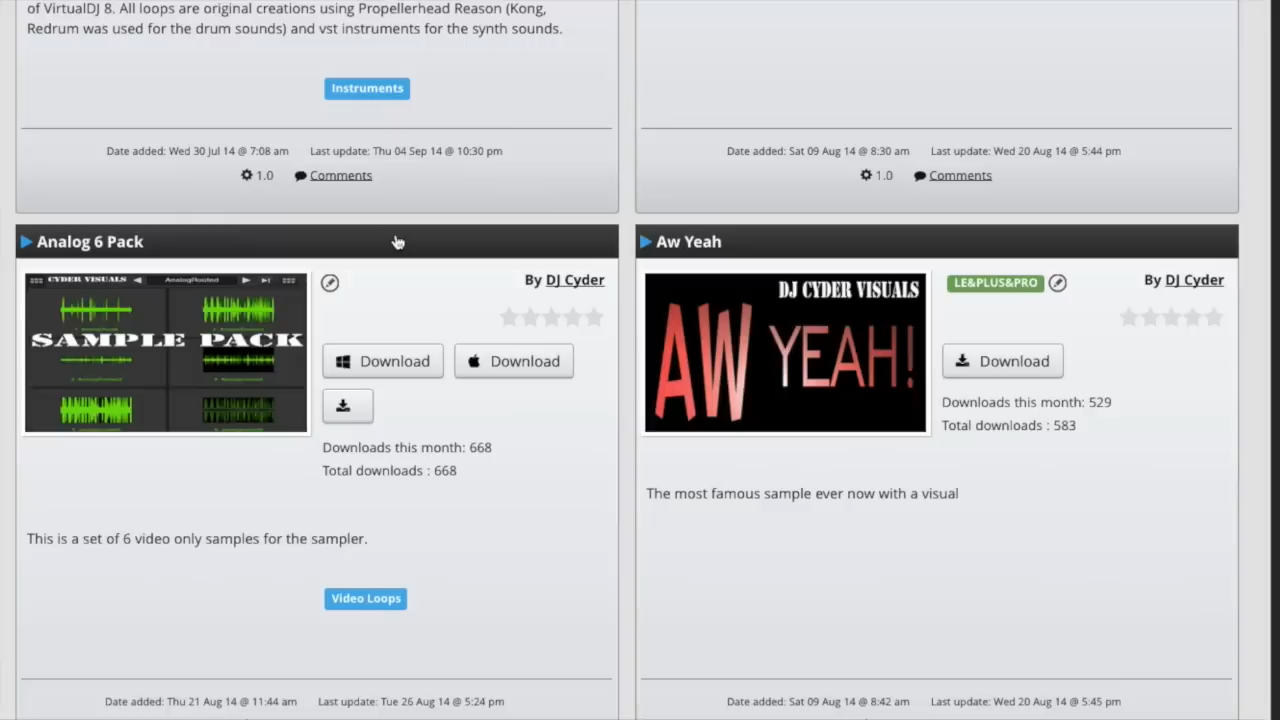 of VirtualDJ 8. All loops are original creations using Propellerhead Reason (Kong,
Redrum was used for the drum sounds) and vst instruments for the synth sounds.
Instruments
Date added: Wed 30 Jul 14 @ 7:08 am Last update: Thu 04 Sep 14 @ 10:30 pm
1.0 Comments
Date added: Sat 09 Aug 14 @ 8:30 am Last update: Wed 20 Aug 14 @ 5:44 pm
1.0 Comments
Analog 6 Pack
CYDER VISUALS
SAMPLE PACK
By DJ Cyder
Download Download
Downloads this month: 668
Total downloads : 668
This is a set of 6 video only samples for the sampler.
Video Loops
Date added: Thu 21 Aug 14 @ 11:44 am Last update: Tue 26 Aug 14 @ 5:24 pm
Aw Yeah
DJ CYDER VISUALS
AW YEAH!
LE&PLUS&PRO
By DJ Cyder
Download
Downloads this month: 529
Total downloads : 583
The most famous sample ever now with a visual
Date added: Sat 09 Aug 14 @ 8:42 am Last update: Wed 20 Aug 14 @ 5:45 pm